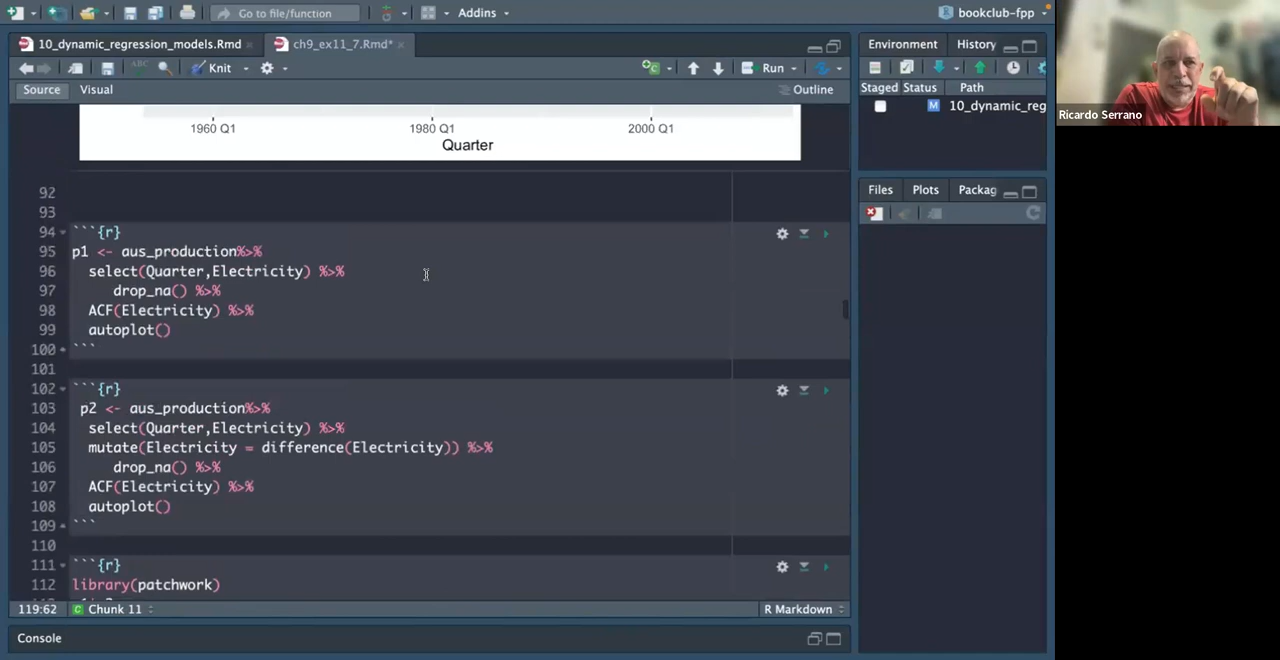 Go to file/function
Addins
bookclub-fpp
10_dynamic_regression_models.Rmd
ch9_ex11_7.Rmd*
ABC
Knit
Run
Source
Visual
Outline
1960 Q1
1980 Q1
2000 Q1
Quarter
92
93
94 ```{r}
95 p1 <- aus_production%>%
96 select(Quarter,Electricity) %>%
97 drop_na() %>%
98 ACF(Electricity) %>%
99 autoplot()
100 ```
101
102 ```{r}
103 p2 <- aus_production%>%
104 select(Quarter,Electricity) %>%
105 mutate(Electricity = difference(Electricity)) %>%
106 drop_na() %>%
107 ACF(Electricity) %>%
108 autoplot()
109 ```
110
111 ```{r}
112 library(patchwork)
119:62
Chunk 11
R Markdown
Console
Environment
History
Staged Status Path
M 10_dynamic_reg
Files
Plots
Packag
Ricardo Serrano